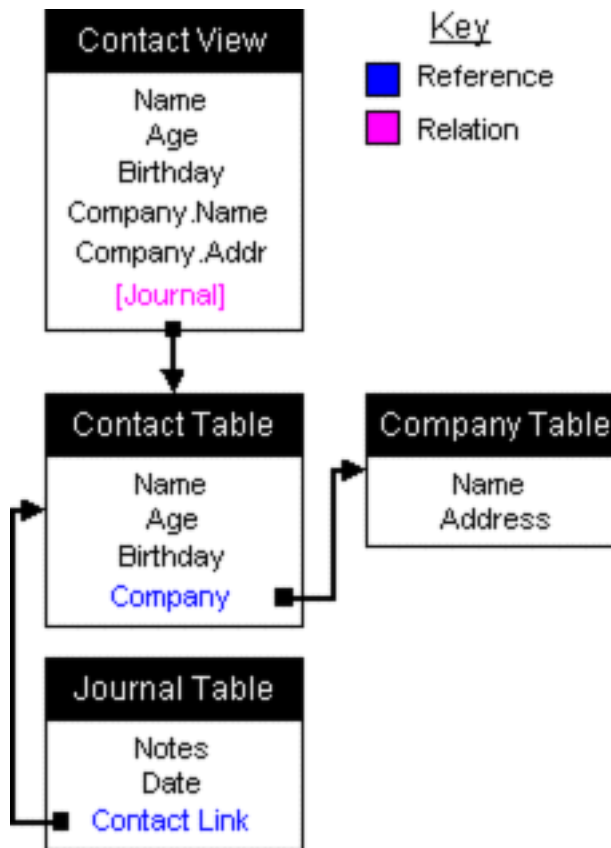 Contact View
Name
Age
Birthday
Company.Name
Company.Addr
[Journal]
Key
Reference
Relation
Contact Table
Name
Age
Birthday
Company
Company Table
Name
Address
Journal Table
Notes
Date
Contact Link